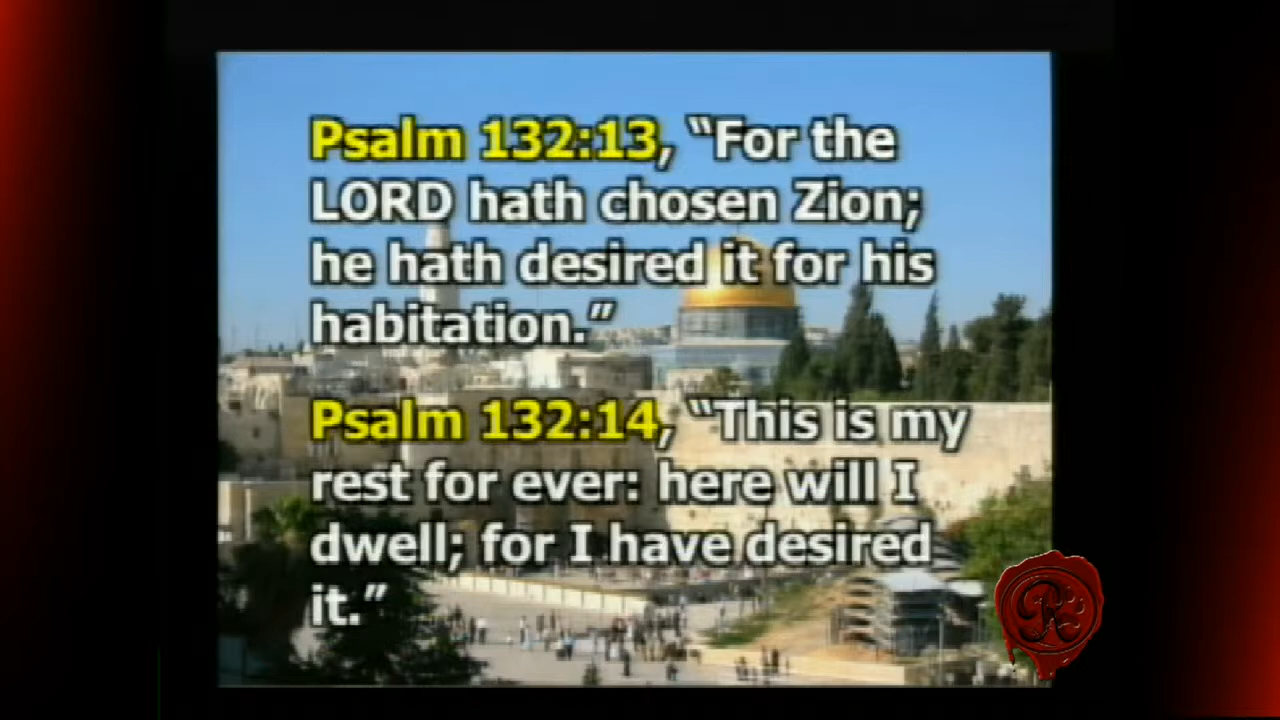 Psalm 132:13, “For the
LORD hath chosen Zion;
he hath desired it for his
habitation.”
Psalm 132:14, “This is my
rest for ever: here will I
dwell; for I have desired
it.”
R